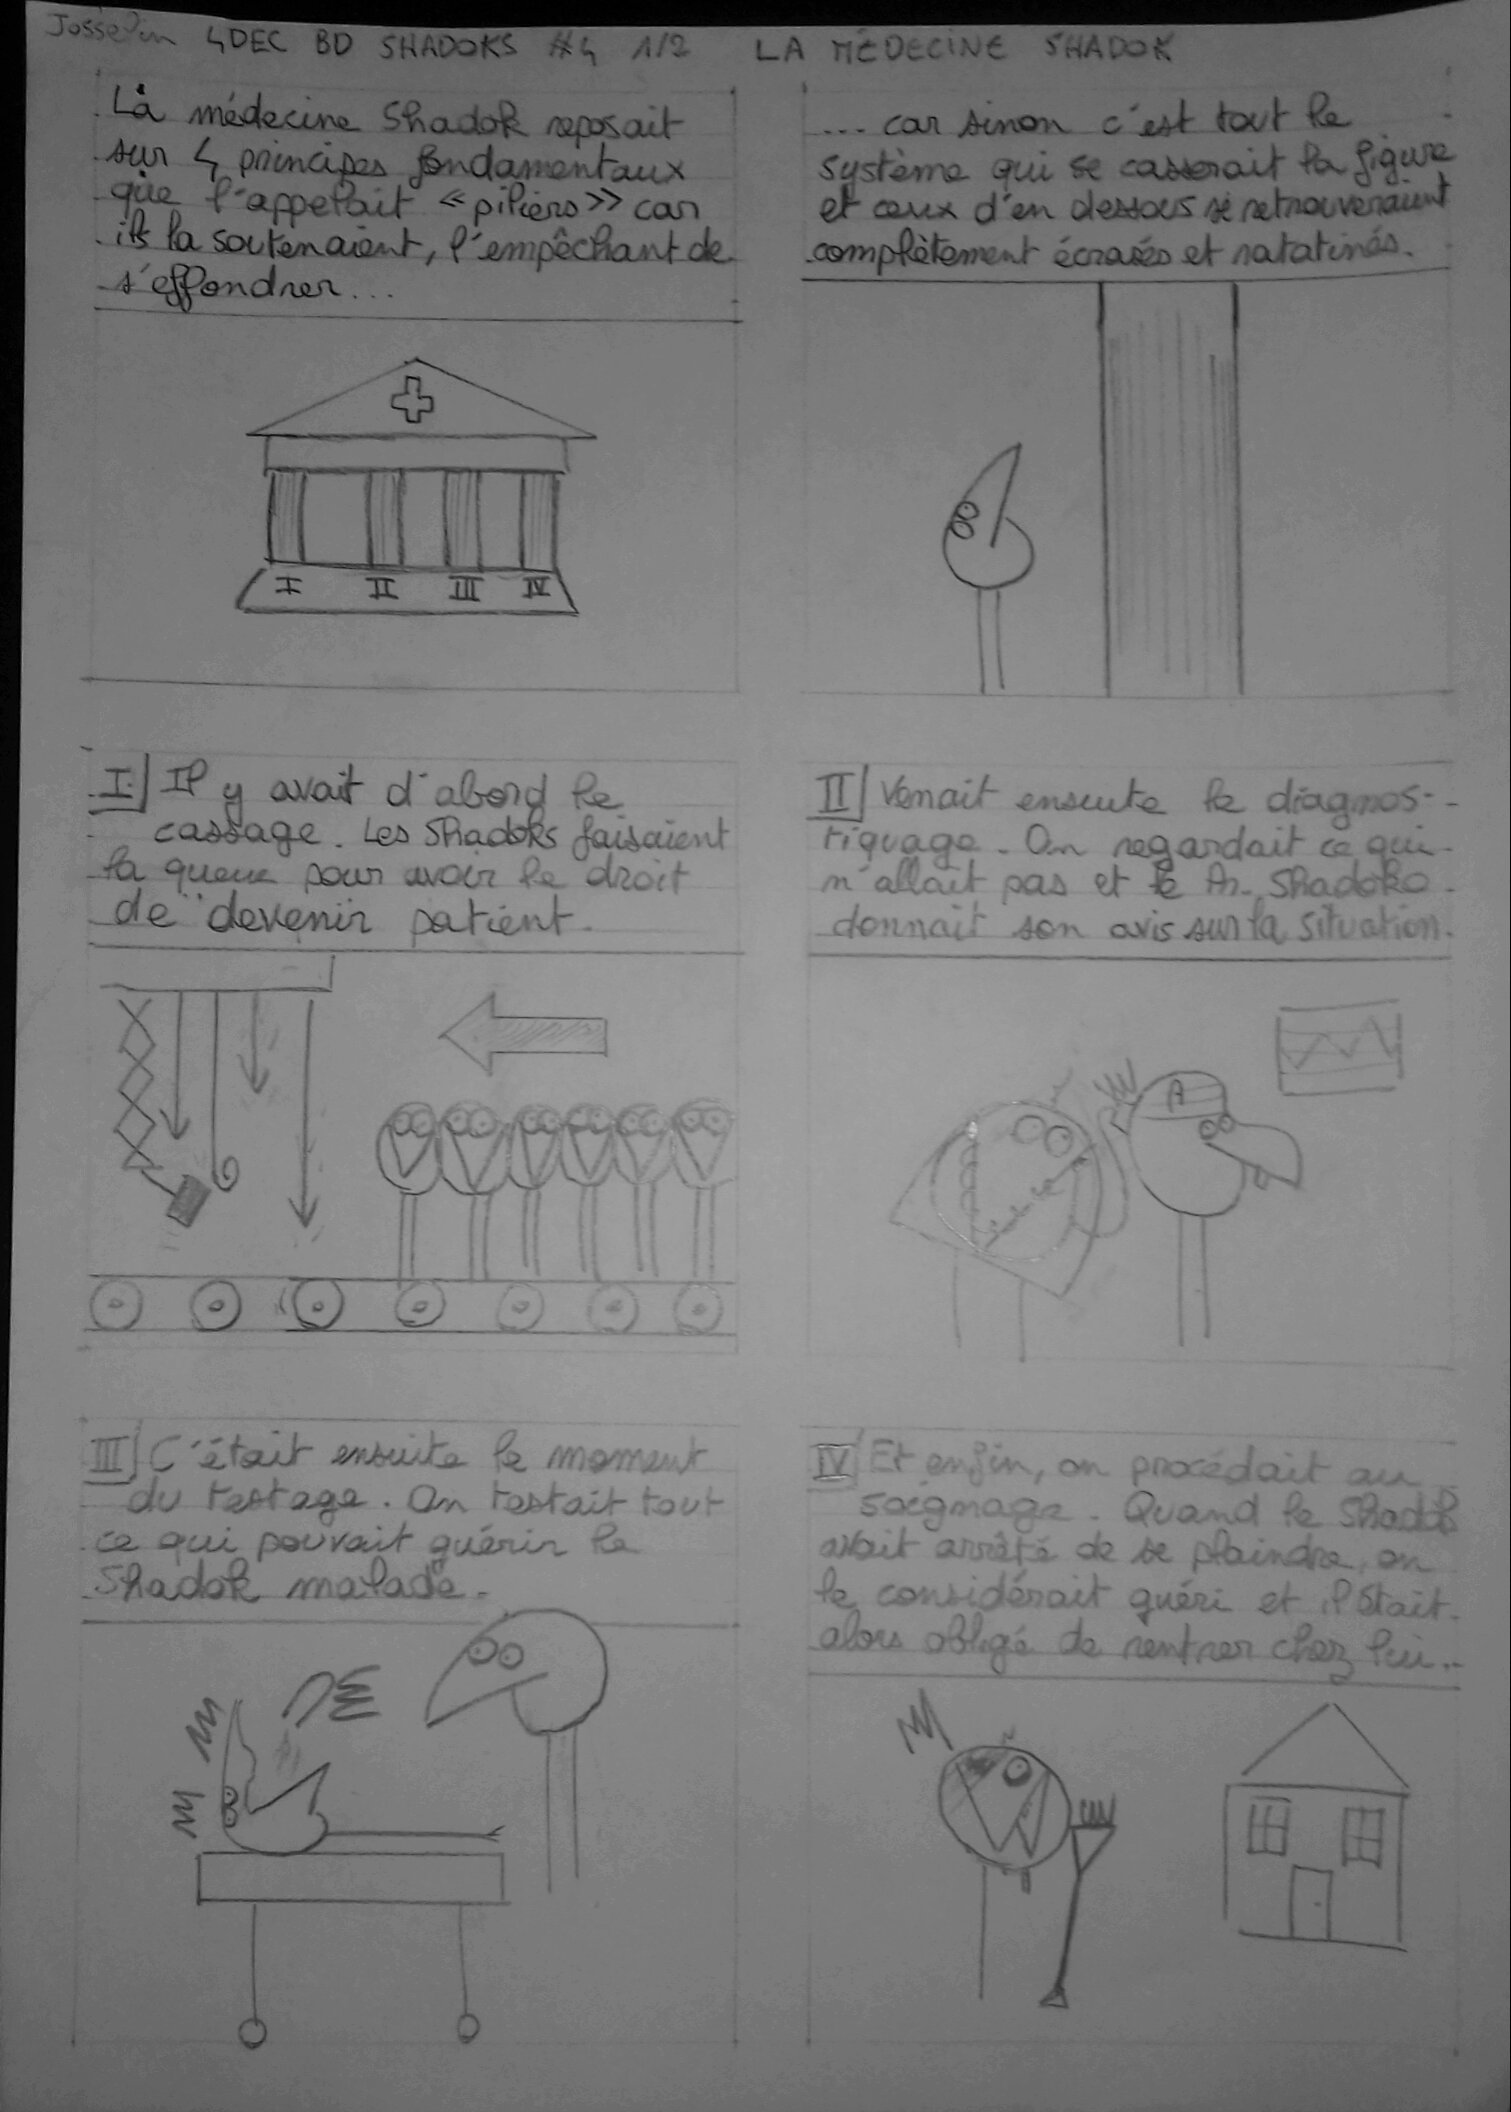 Josselin 4DEC BD SHADOKS #4 1/2 LA MÉDECINE SHADOK
La médecine Shadok reposait
sur 4 principes fondamentaux
que l'appelait « piliers » car
ils la soutenaient, l'empêchant de
s'effondrer...
... car sinon c'est tout le
système qui se casserait la figure
et ceux d'en dessous se retrouveraient
complètement écrasés et ratatinés.
I II III IV
I Il y avait d'abord le
cassage. Les Shadoks faisaient
la queue pour avoir le droit
de devenir patient.
II Venait ensuite le diagnos-
tiquage. On regardait ce qui
n'allait pas et le Pr. Shadoko
donnait son avis sur la situation.
A
III C'était ensuite le moment
du testage. On testait tout
ce qui pouvait guérir le
Shadok malade.
IV Et enfin, on procédait au
soignage. Quand le Shadok
avait arrêté de se plaindre, on
le considérait guéri et il était
alors obligé de rentrer chez lui...